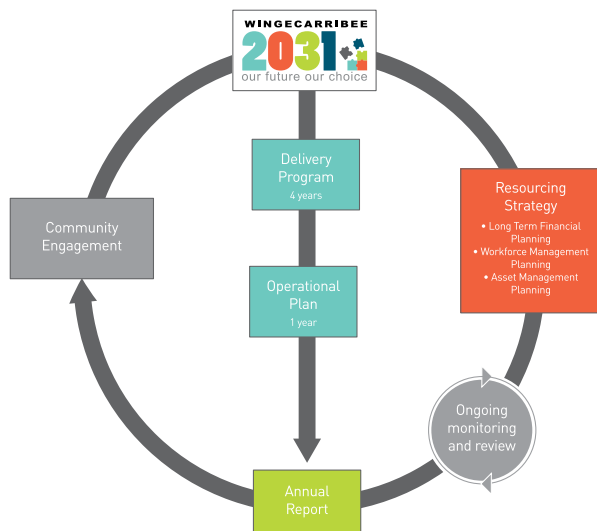 WINGECARRIBEE
2031
our future our choice
Delivery
Program
4 years
Community
Engagement
Resourcing
Strategy
• Long Term Financial
Planning
• Workforce Management
Planning
• Asset Management
Planning
Operational
Plan
1 year
Ongoing
monitoring
and review
Annual
Report